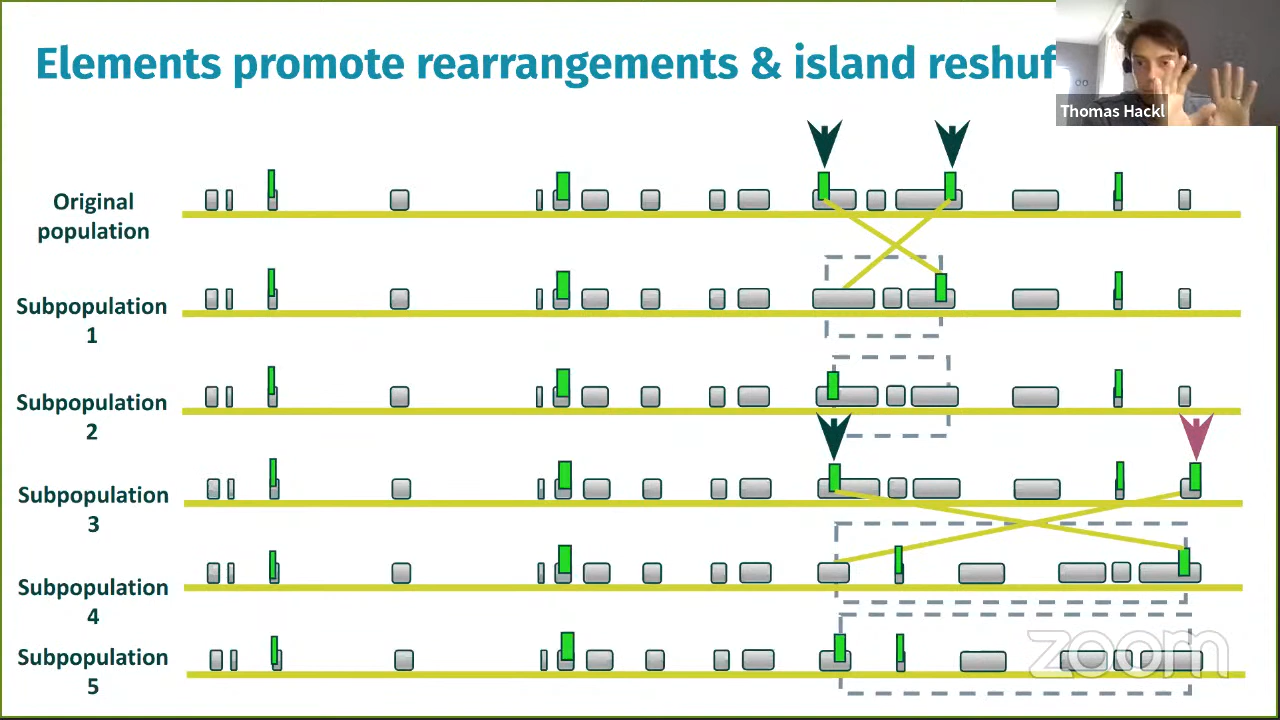 Elements promote rearrangements & island reshuf
Thomas Hackl
Original
population
Subpopulation
1
Subpopulation
2
Subpopulation
3
Subpopulation
4
Subpopulation
5
zoom